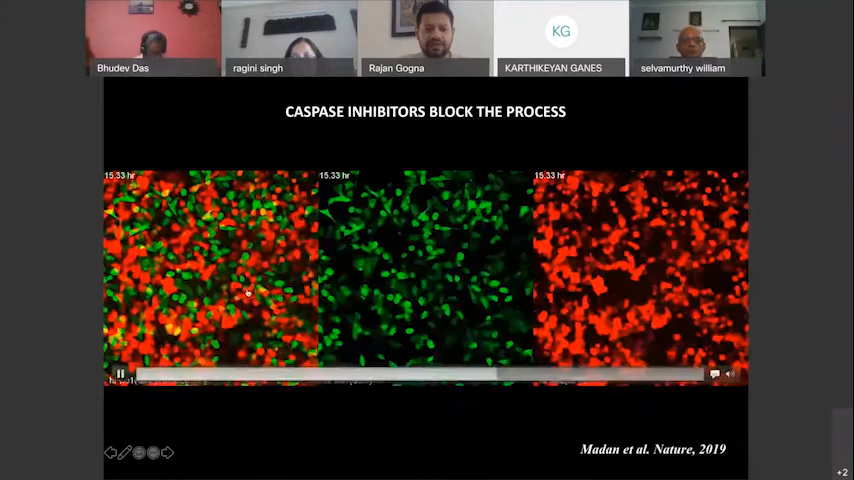 KG
Bhudev Das
ragini singh
Rajan Gogna
KARTHIKEYAN GANES
selvamurthy william
CASPASE INHIBITORS BLOCK THE PROCESS
15.33 hr
15.33 hr
15.33 hr
Madan et al. Nature, 2019
+2